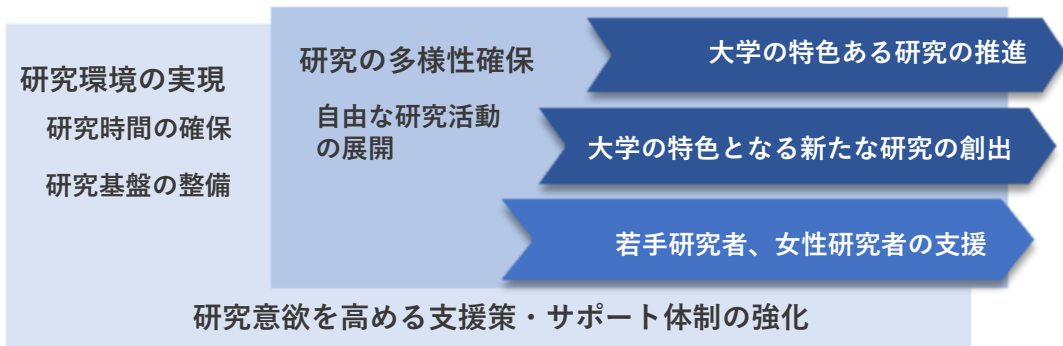 研究環境の実現
研究時間の確保
研究基盤の整備
研究の多様性確保
自由な研究活動
の展開
大学の特色ある研究の推進
大学の特色となる新たな研究の創出
若手研究者、女性研究者の支援
研究意欲を高める支援策・サポート体制の強化